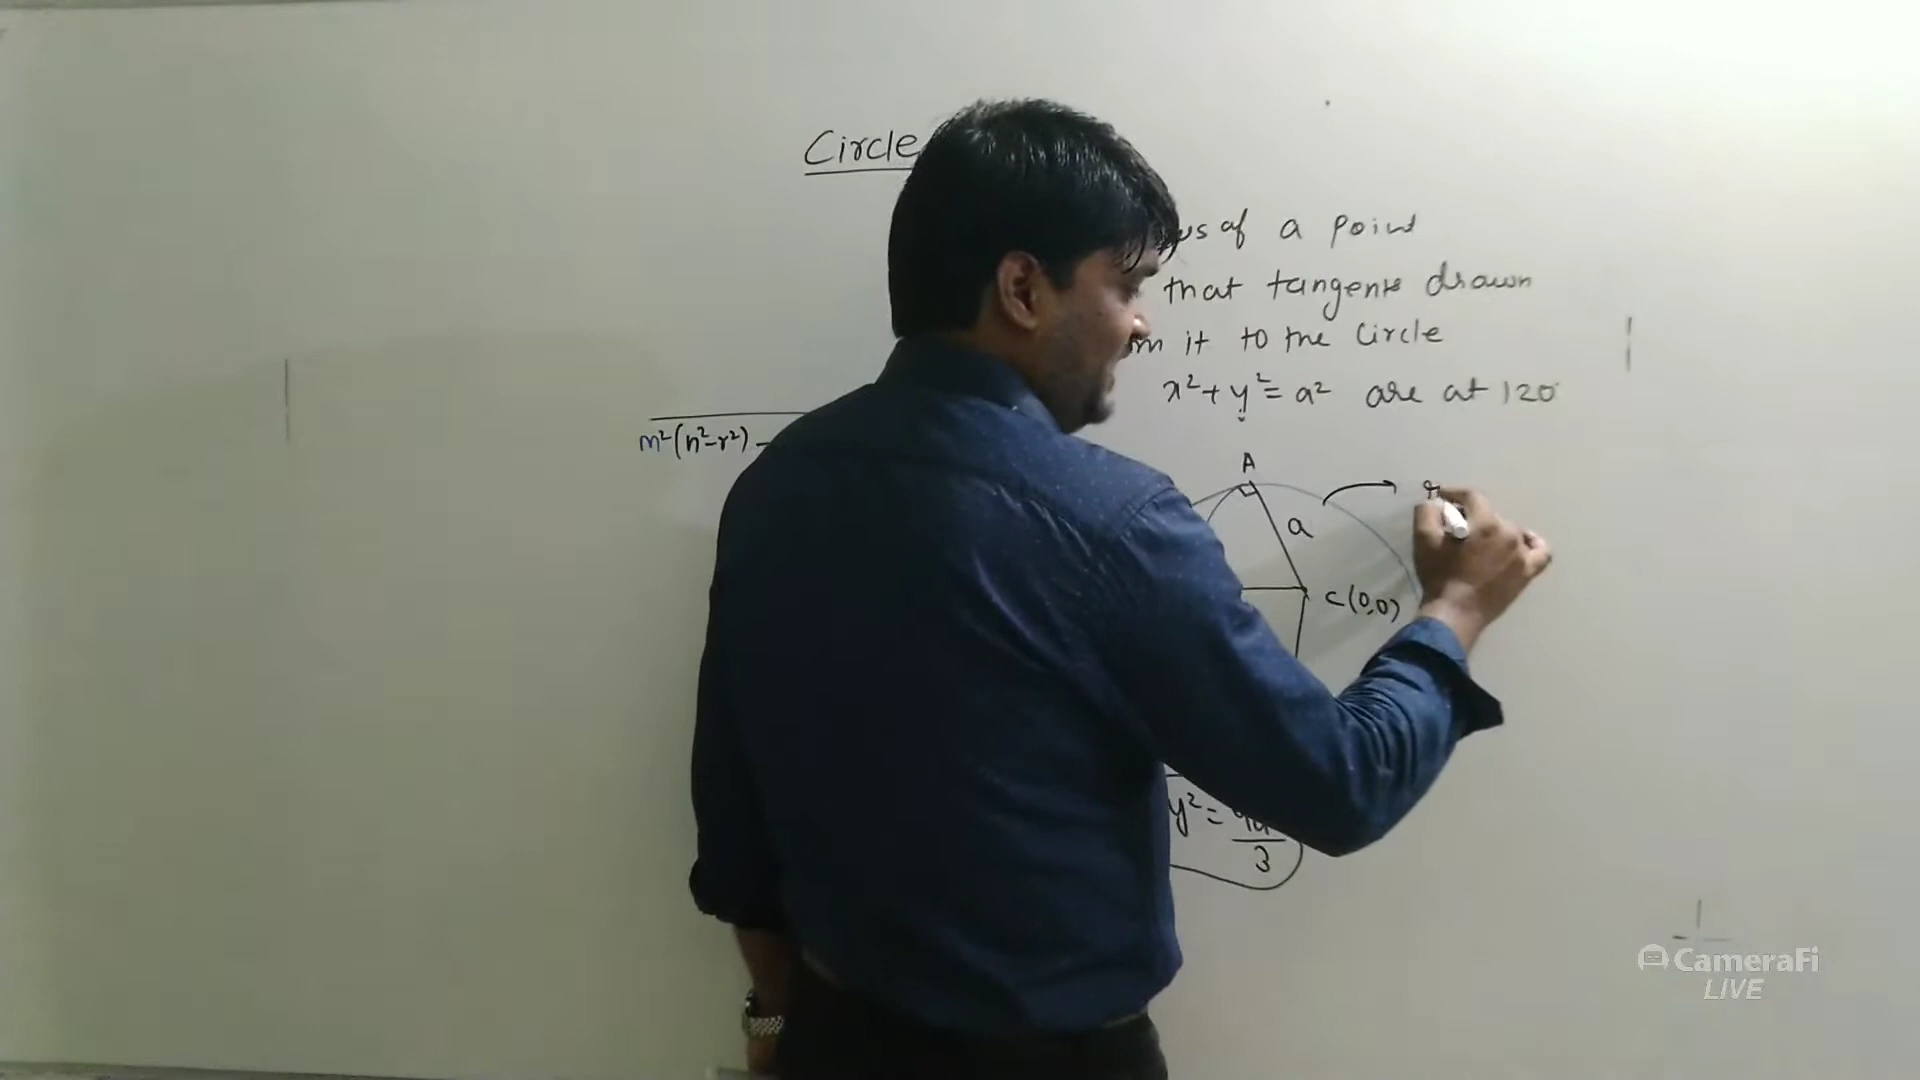 Circle
of a point
that tangents drawn
it to the Circle
x²+y²=a² are at 120°
m²(n²-r²) -
A
a
C(0,0)
y²=
3
CameraFi
LIVE